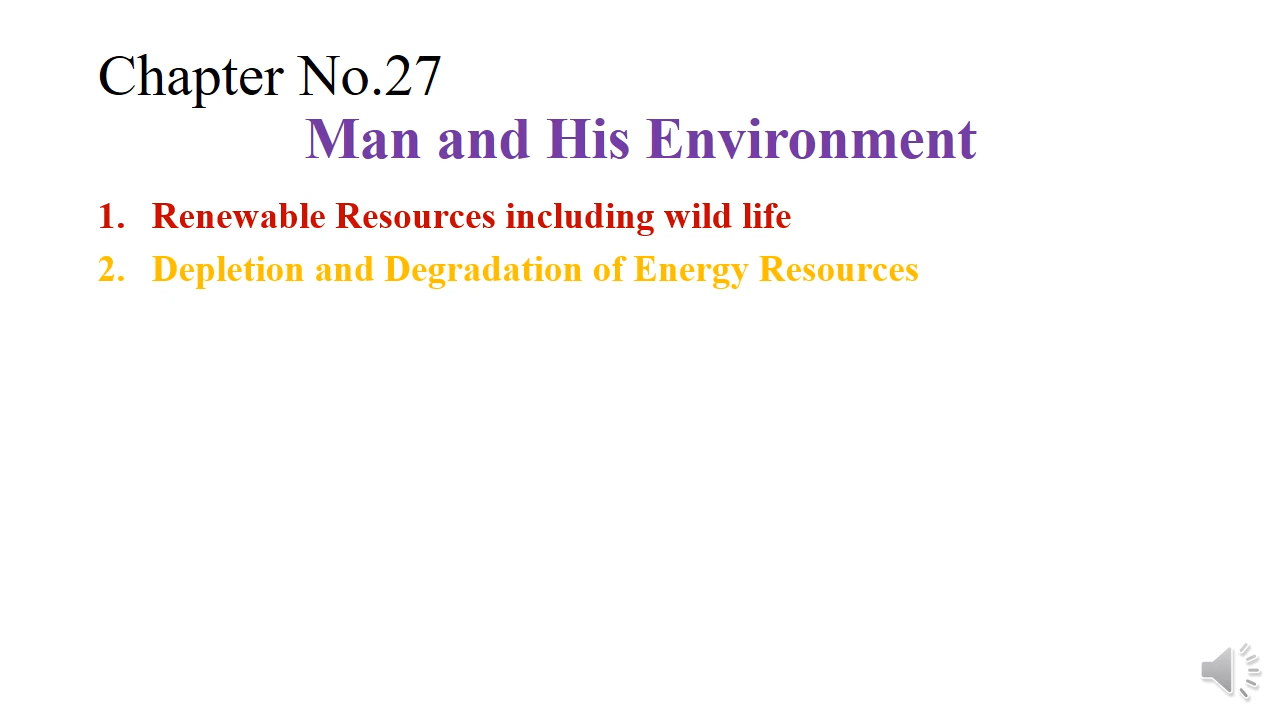 Chapter No.27
Man and His Environment
1. Renewable Resources including wild life
2. Depletion and Degradation of Energy Resources